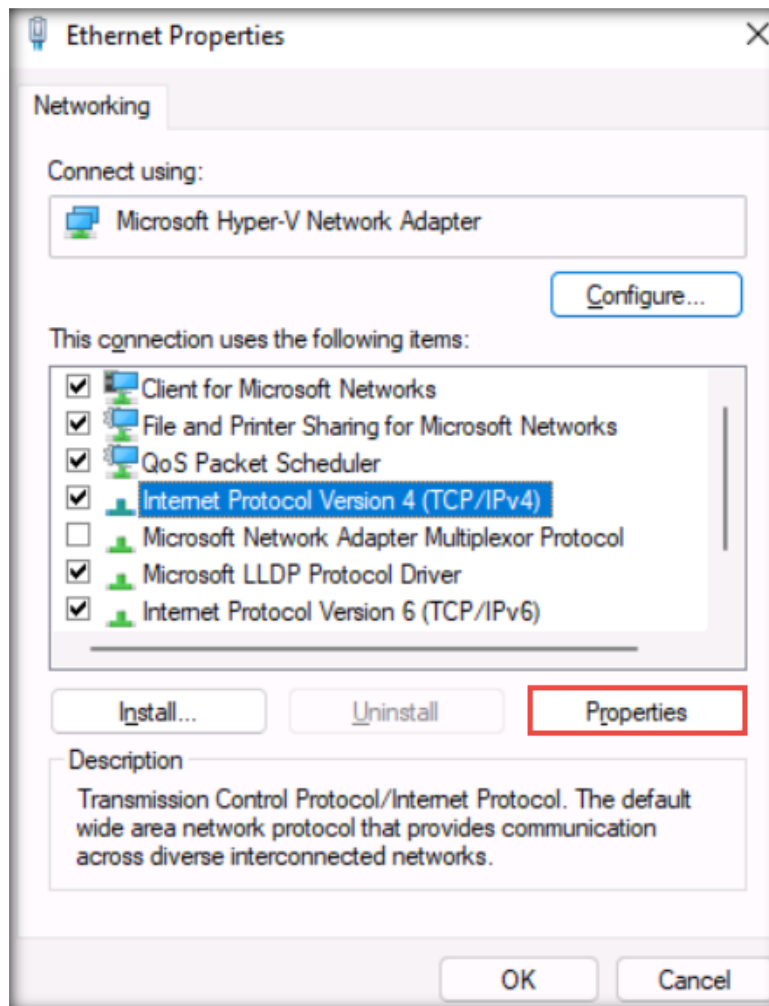 Ethernet Properties
Networking
Connect using:
Microsoft Hyper-V Network Adapter
Configure...
This connection uses the following items:
Client for Microsoft Networks
File and Printer Sharing for Microsoft Networks
QoS Packet Scheduler
Internet Protocol Version 4 (TCP/IPv4)
Microsoft Network Adapter Multiplexor Protocol
Microsoft LLDP Protocol Driver
Internet Protocol Version 6 (TCP/IPv6)
Install...
Uninstall
Properties
Description
Transmission Control Protocol/Internet Protocol. The default
wide area network protocol that provides communication
across diverse interconnected networks.
OK
Cancel